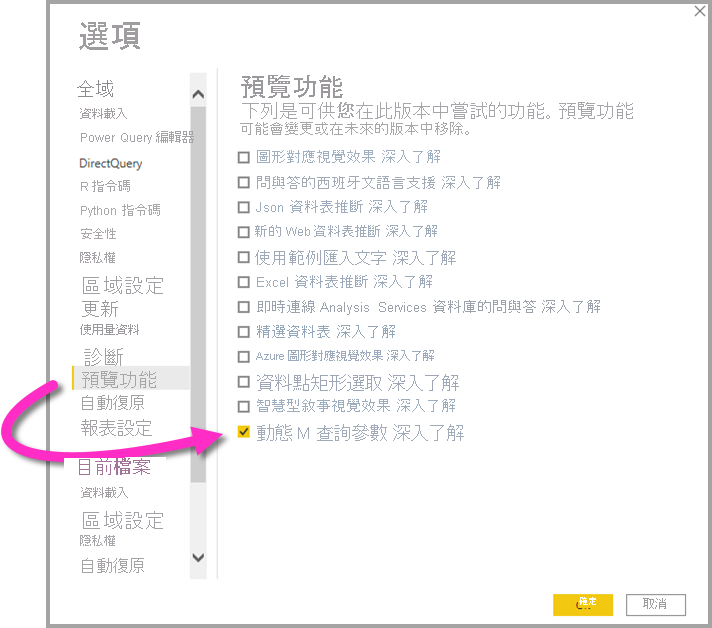 選項
全域
資料載入
Power Query 編輯器
DirectQuery
R 指令碼
Python 指令碼
安全性
隱私權
區域設定
更新
使用量資料
診斷
預覽功能
自動復原
報表設定
目前檔案
資料載入
區域設定
隱私權
自動復原
預覽功能
下列是可供您在此版本中嘗試的功能。預覽功能
可能會變更或在未來的版本中移除。
圖形對應視覺效果 深入了解
問與答的西班牙文語言支援 深入了解
Json 資料表推斷 深入了解
新的 Web 資料表推斷 深入了解
使用範例匯入文字 深入了解
Excel 資料表推斷 深入了解
即時連線 Analysis Services 資料庫的問與答 深入了解
精選資料表 深入了解
Azure 圖形對應視覺效果 深入了解
資料點矩形選取 深入了解
智慧型敘事視覺效果 深入了解
動態 M 查詢參數 深入了解
確定
取消